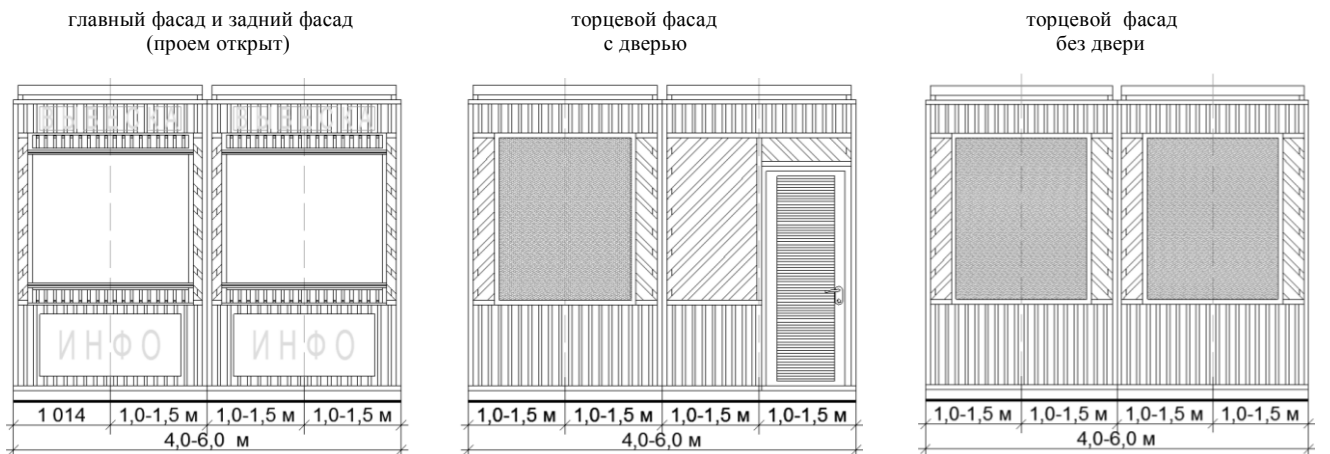 главный фасад и задний фасад
(проем открыт)
торцевой фасад
с дверью
торцевой фасад
без двери
ИНФО ИНФО
1 014 1,0-1,5 м 1,0-1,5 м 1,0-1,5 м
4,0-6,0 м
1,0-1,5 м 1,0-1,5 м 1,0-1,5 м 1,0-1,5 м
4,0-6,0 м
1,0-1,5 м 1,0-1,5 м 1,0-1,5 м 1,0-1,5 м
4,0-6,0 м